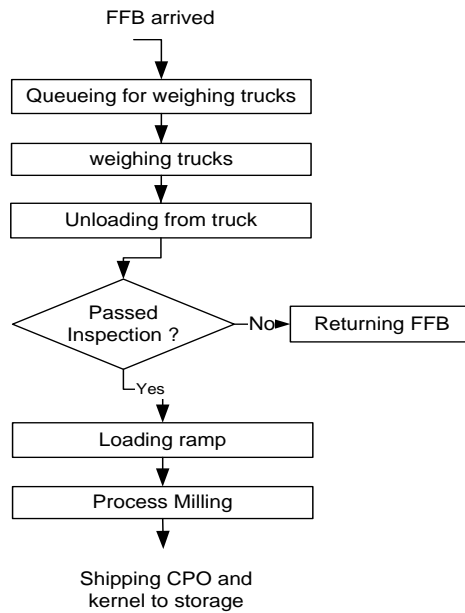 FFB arrived
Queueing for weighing trucks
weighing trucks
Unloading from truck
Passed
Inspection ?
No
Returning FFB
Yes
Loading ramp
Process Milling
Shipping CPO and
kernel to storage